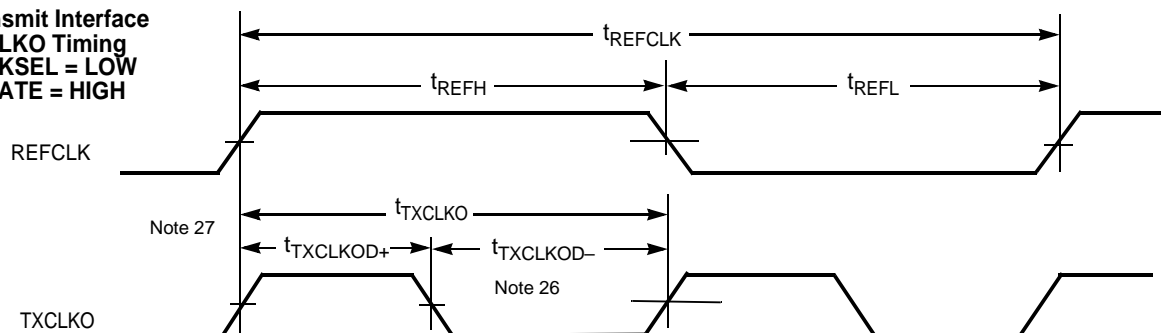 nsmit Interface
LKO Timing
KSEL = LOW
ATE = HIGH
tREFCLK
tREFH
tREFL
REFCLK
tTXCLKO
Note 27
tTXCLKOD+
tTXCLKOD–
Note 26
TXCLKO